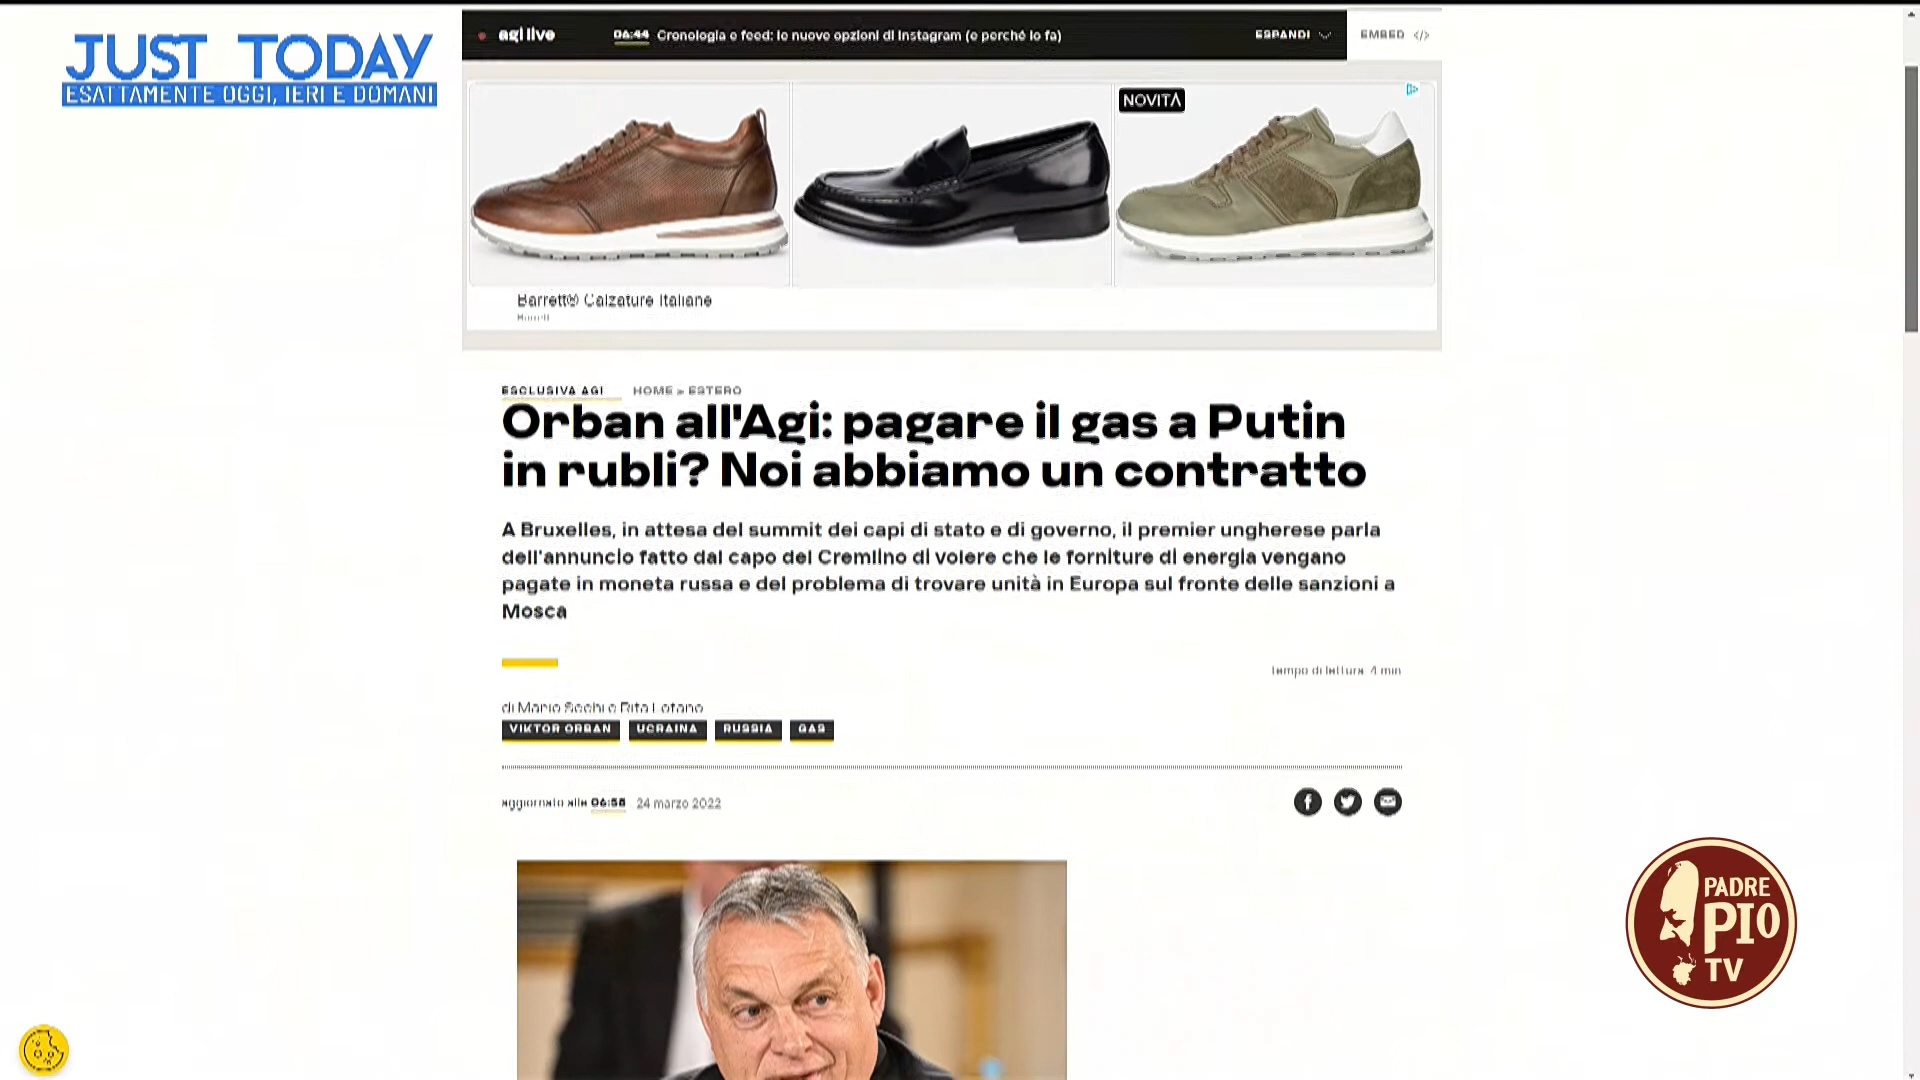 JUST TODAY
ESATTAMENTE OGGI, IERI E DOMANI
agi live 06:44 Cronologia e feed: le nuove opzioni di Instagram (e perché lo fa) ESPANDI EMBED </>
NOVITÀ
Barrett® Calzature Italiane
Barrett
ESCLUSIVA AGI HOME » ESTERO
Orban all'Agi: pagare il gas a Putin
in rubli? Noi abbiamo un contratto
A Bruxelles, in attesa del summit dei capi di stato e di governo, il premier ungherese parla
dell'annuncio fatto dal capo del Cremlino di volere che le forniture di energia vengano
pagate in moneta russa e del problema di trovare unità in Europa sul fronte delle sanzioni a
Mosca
tempo di lettura: 4 min
di Mario Sechi e Rita Lofano
VIKTOR ORBAN UCRAINA RUSSIA GAS
aggiornato alle 06:58 24 marzo 2022
PADRE
PIO
TV